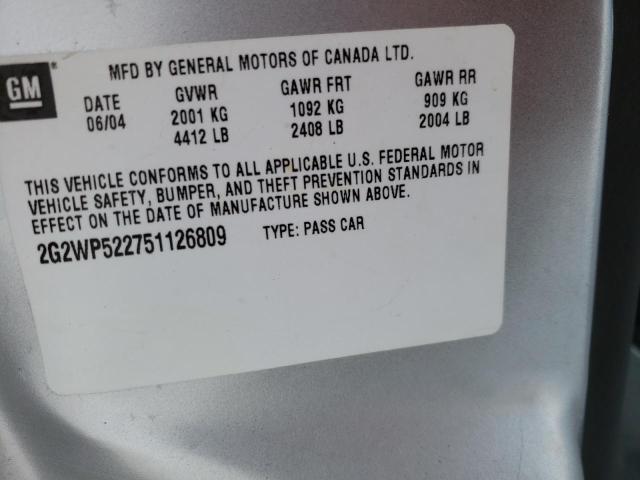 GM
MFD BY GENERAL MOTORS OF CANADA LTD.
DATE GVWR GAWR FRT GAWR RR
06/04 2001 KG 1092 KG 909 KG
4412 LB 2408 LB 2004 LB
THIS VEHICLE CONFORMS TO ALL APPLICABLE U.S. FEDERAL MOTOR
VEHICLE SAFETY, BUMPER, AND THEFT PREVENTION STANDARDS IN
EFFECT ON THE DATE OF MANUFACTURE SHOWN ABOVE.
2G2WP522751126809 TYPE: PASS CAR